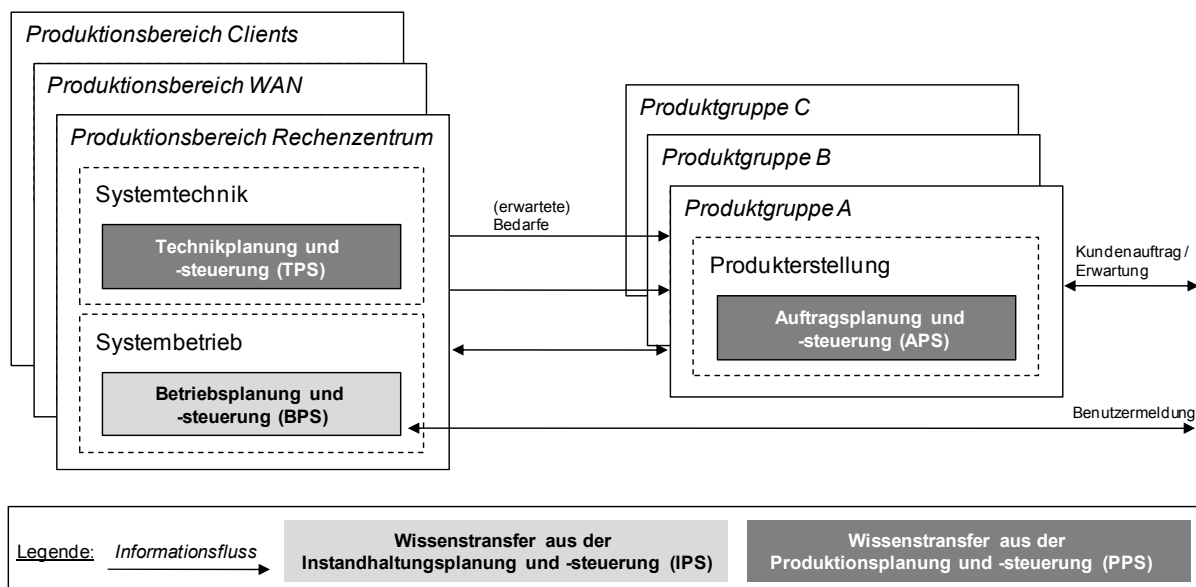 Produktionsbereich Clients
Produktionsbereich WAN
Produktionsbereich Rechenzentrum
Systemtechnik
Technikplanung und
-steuerung (TPS)
Systembetrieb
Betriebsplanung und
-steuerung (BPS)
(erwartete)
Bedarfe
Produktgruppe C
Produktgruppe B
Produktgruppe A
Produkterstellung
Auftragsplanung und
-steuerung (APS)
Kundenauftrag /
Erwartung
Benutzermeldung
Legende:
Informationsfluss
Wissenstransfer aus der
Instandhaltungsplanung und -steuerung (IPS)
Wissenstransfer aus der
Produktionsplanung und -steuerung (PPS)